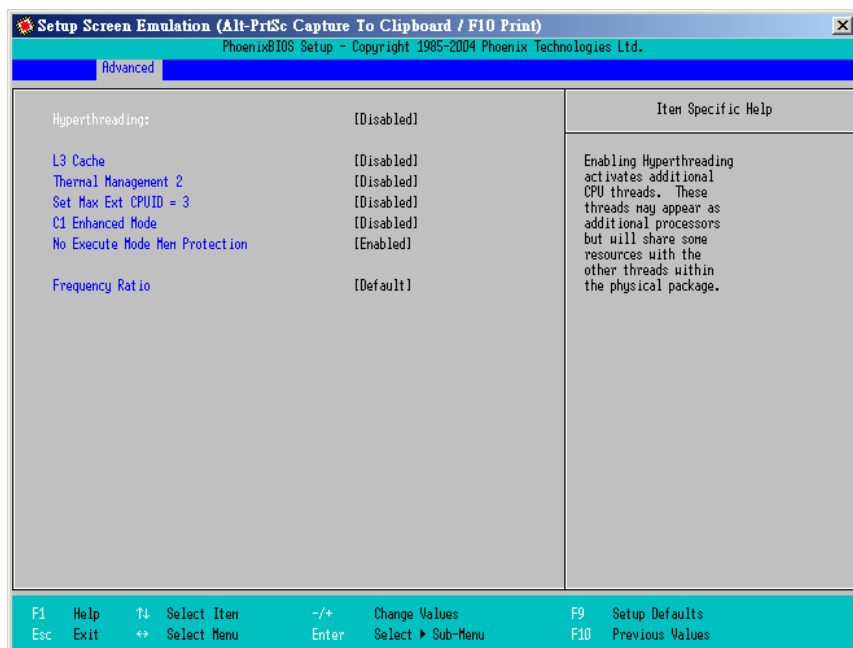 Setup Screen Emulation (Alt-PrtSc Capture To Clipboard / F10 Print)
PhoenixBIOS Setup - Copyright 1985-2004 Phoenix Technologies Ltd.
Advanced
Item Specific Help
Hyperthreading: [Disabled]
L3 Cache [Disabled]
Thermal Management 2 [Disabled]
Set Max Ext CPUID = 3 [Disabled]
C1 Enhanced Mode [Disabled]
No Execute Mode Mem Protection [Enabled]
Frequency Ratio [Default]
Enabling Hyperthreading
activates additional
CPU threads. These
threads may appear as
additional processors
but will share some
resources with the
other threads within
the physical package.
F1 Help ↑↓ Select Item -/+ Change Values F9 Setup Defaults
Esc Exit ↔ Select Menu Enter Select ▶ Sub-Menu F10 Previous Values